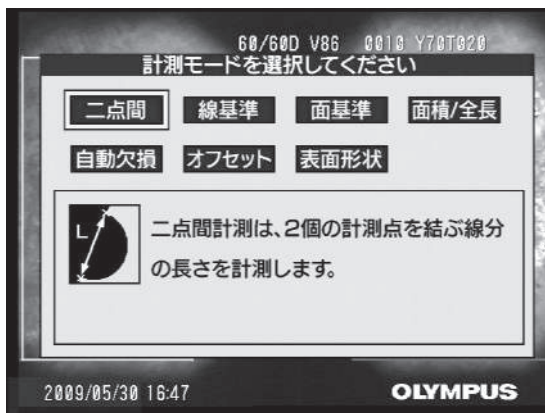 60/60D V86 0010 Y70T020
計測モードを選択してください
二点間 線基準 面基準 面積/全長
自動欠損 オフセット 表面形状
L
二点間計測は、2個の計測点を結ぶ線分
の長さを計測します。
2009/05/30 16:47 OLYMPUS